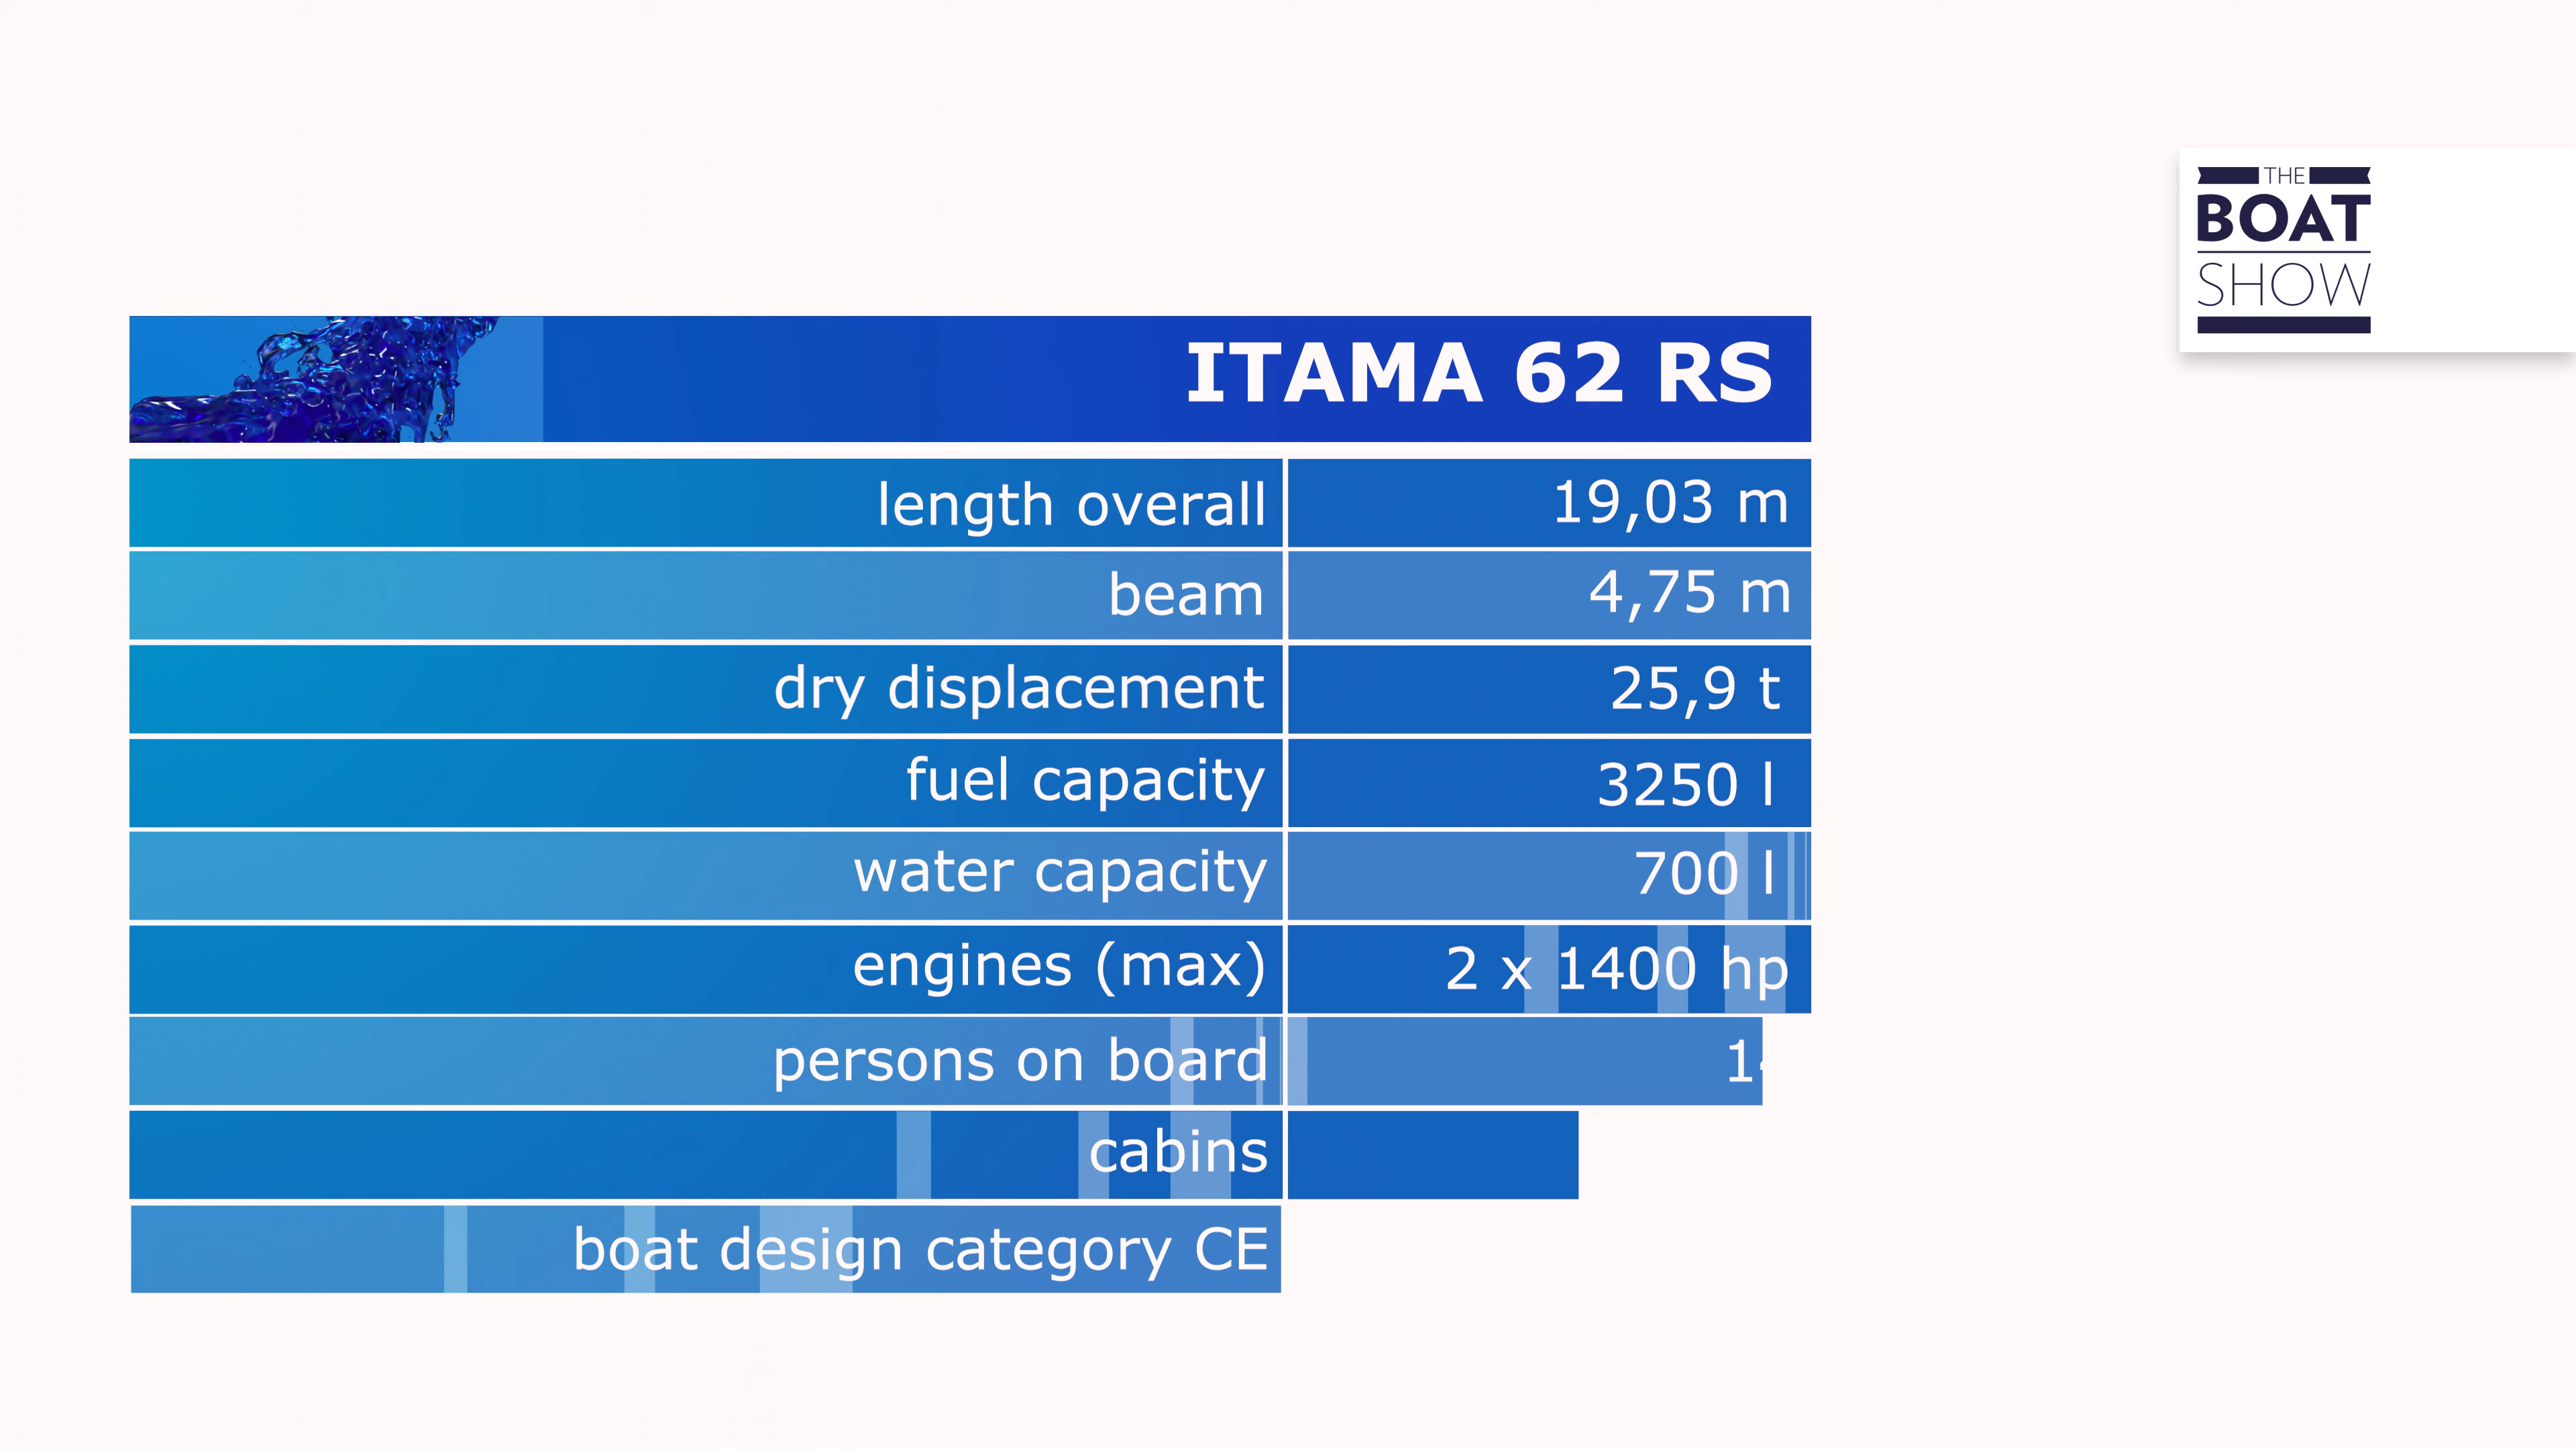 THE
BOAT
SHOW
ITAMA 62 RS
length overall 19,03 m
beam 4,75 m
dry displacement 25,9 t
fuel capacity 3250 l
water capacity 700 l
engines (max) 2 x 1400 hp
persons on board
cabins
boat design category CE